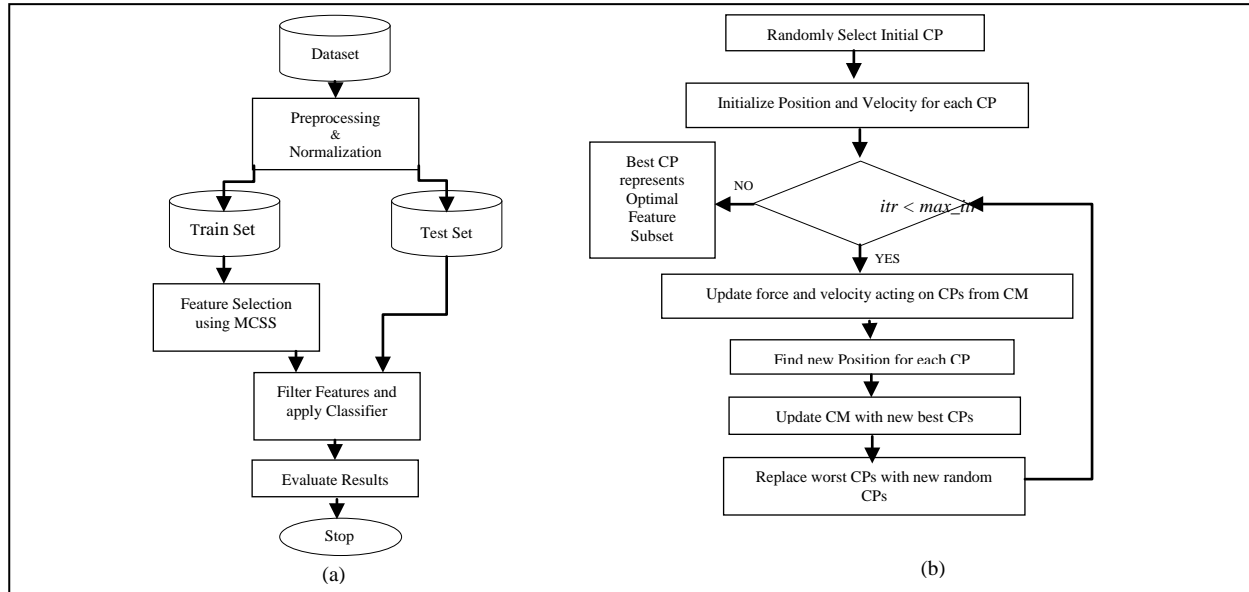 Dataset
Preprocessing
&
Normalization
Train Set
Test Set
Feature Selection
using MCSS
Filter Features and
apply Classifier
Evaluate Results
Stop
(a)
Randomly Select Initial CP
Initialize Position and Velocity for each CP
Best CP
represents
Optimal
Feature
Subset
NO
itr < max_itr
YES
Update force and velocity acting on CPs from CM
Find new Position for each CP
Update CM with new best CPs
Replace worst CPs with new random
CPs
(b)